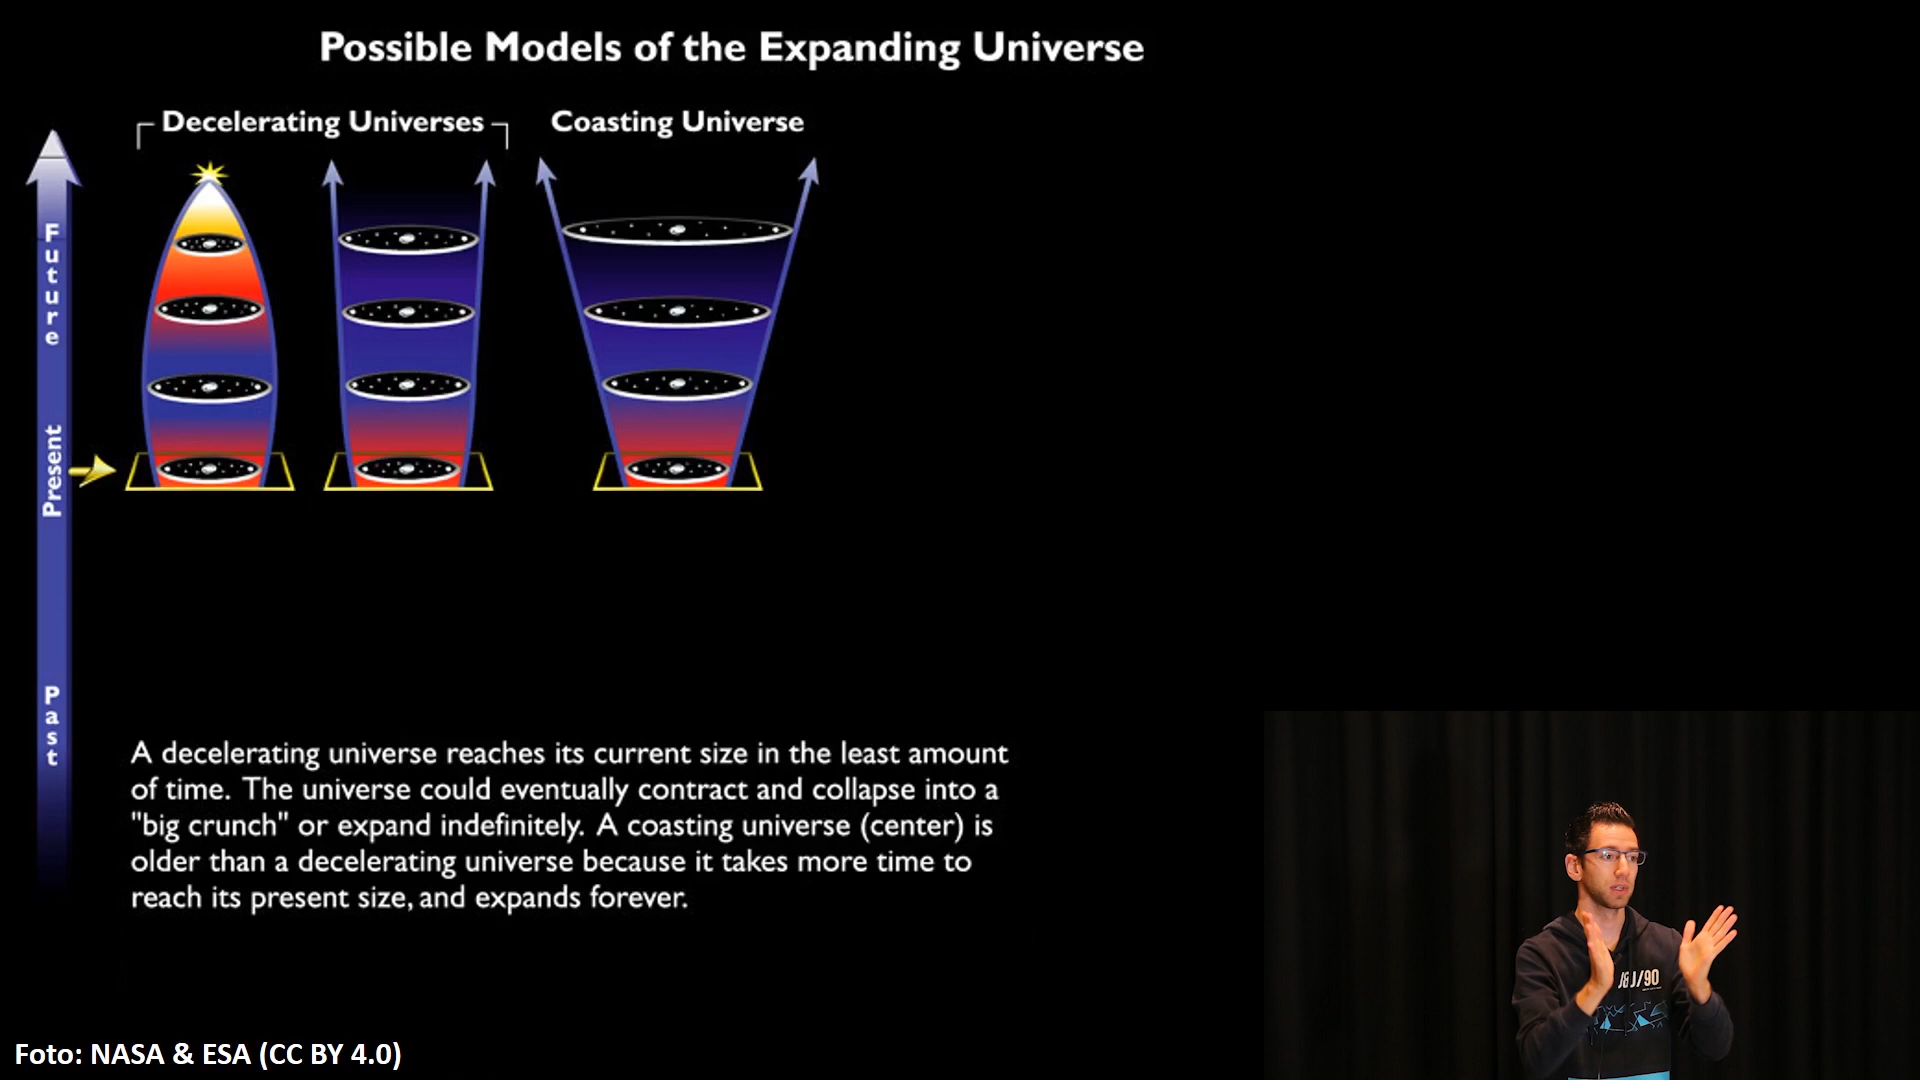 Possible Models of the Expanding Universe
Decelerating Universes
Coasting Universe
Future
Present
Past
A decelerating universe reaches its current size in the least amount
of time. The universe could eventually contract and collapse into a
"big crunch" or expand indefinitely. A coasting universe (center) is
older than a decelerating universe because it takes more time to
reach its present size, and expands forever.
Foto: NASA & ESA (CC BY 4.0)